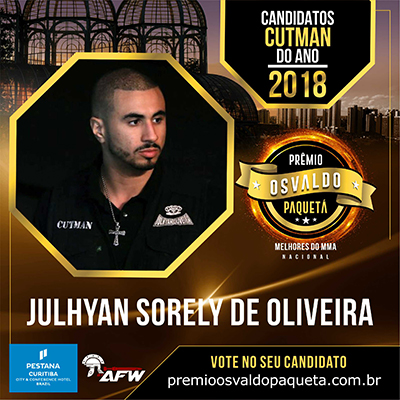 CANDIDATOS
CUTMAN
DO ANO
2018
PRÊMIO
OSVALDO
PAQUETÁ
MELHORES DO MMA
NACIONAL
CUTMAN
JULHYAN SORELY DE OLIVEIRA
PESTANA
CURITIBA
CITY & CONFERENCE HOTEL
BRASIL
AFW
VOTE NO SEU CANDIDATO
premioosvaldopaqueta.com.br